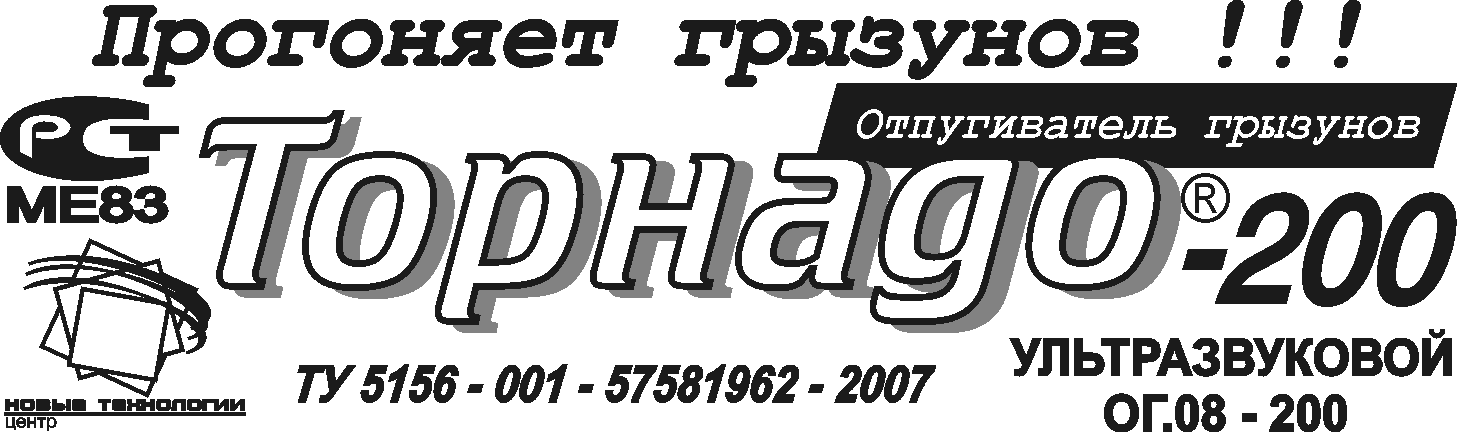 Прогоняет грызунов !!!
Отпугиватель грызунов
РСТ
МЕ83
Торнадо®-200
УЛЬТРАЗВУКОВОЙ
ОГ.08 - 200
ТУ 5156 - 001 - 57581962 - 2007
новые технологии
центр